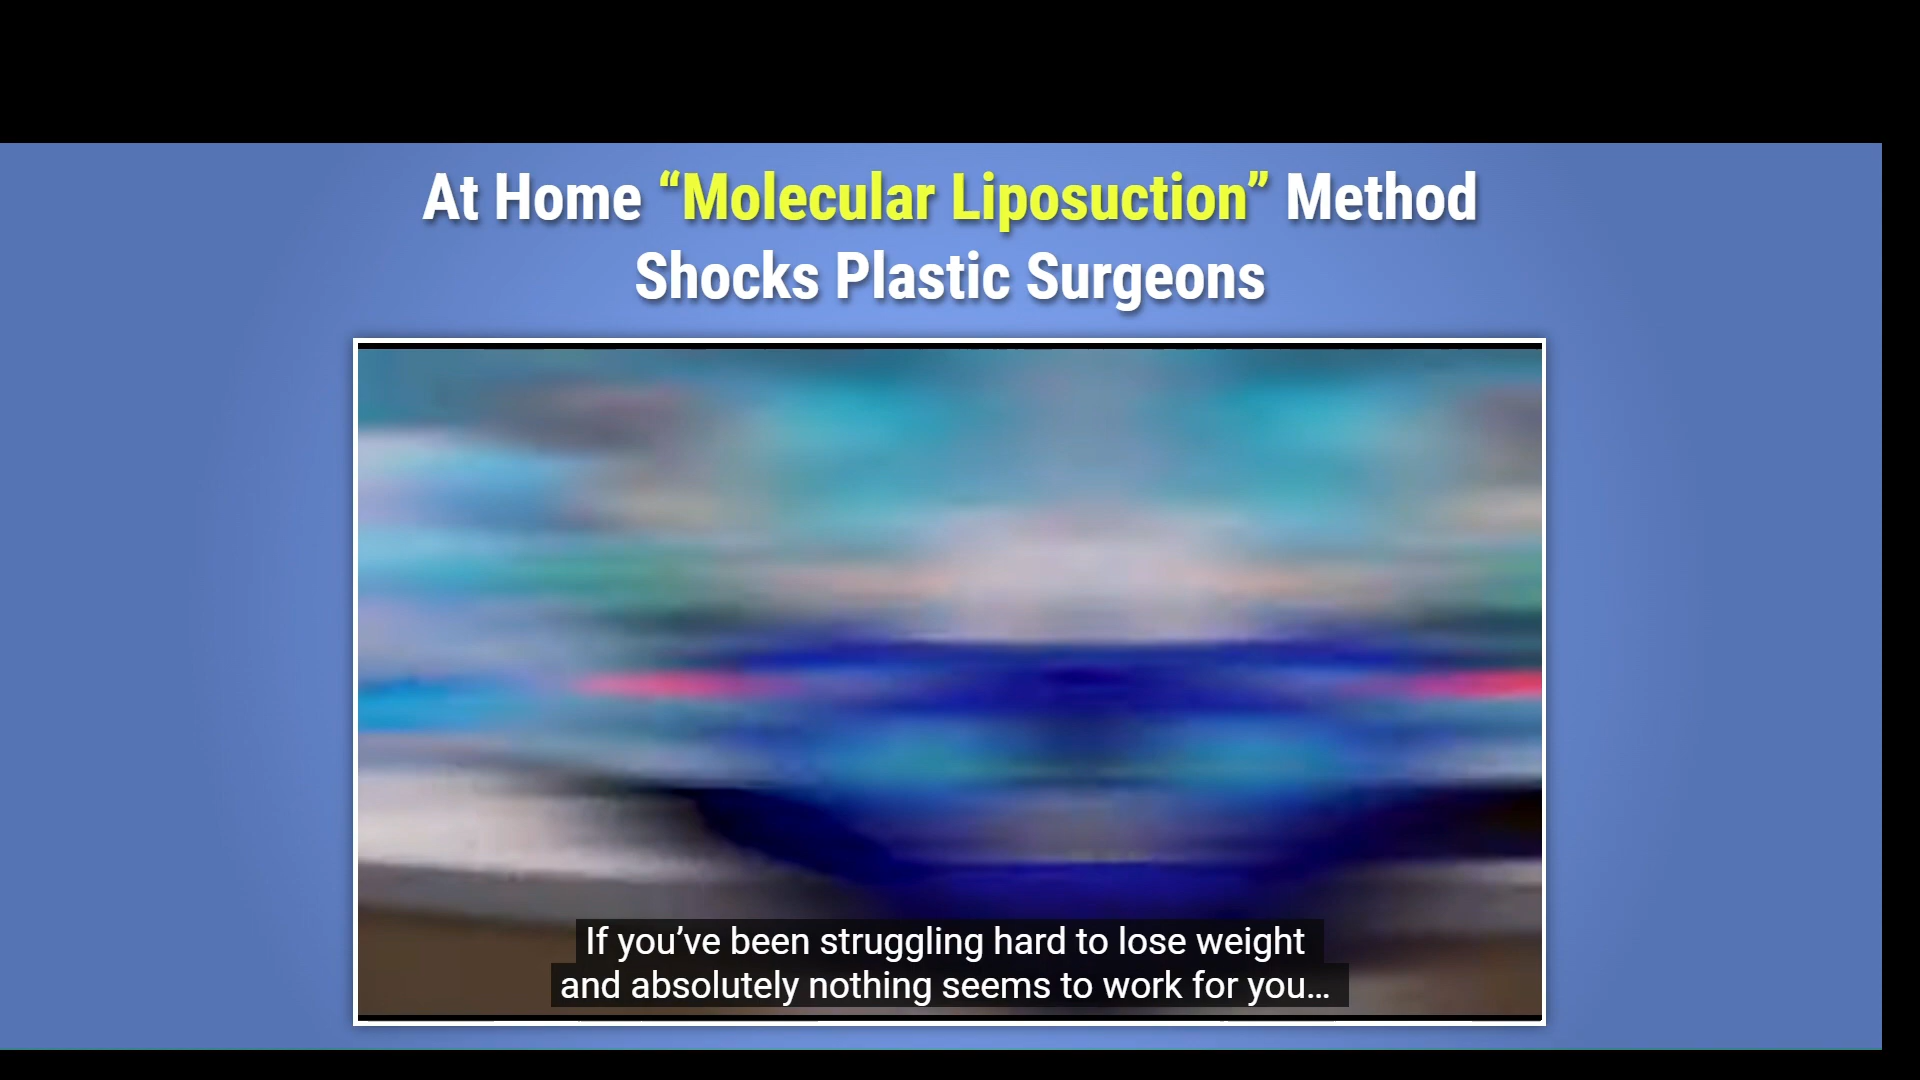 At Home “Molecular Liposuction” Method
Shocks Plastic Surgeons
If you’ve been struggling hard to lose weight
and absolutely nothing seems to work for you...